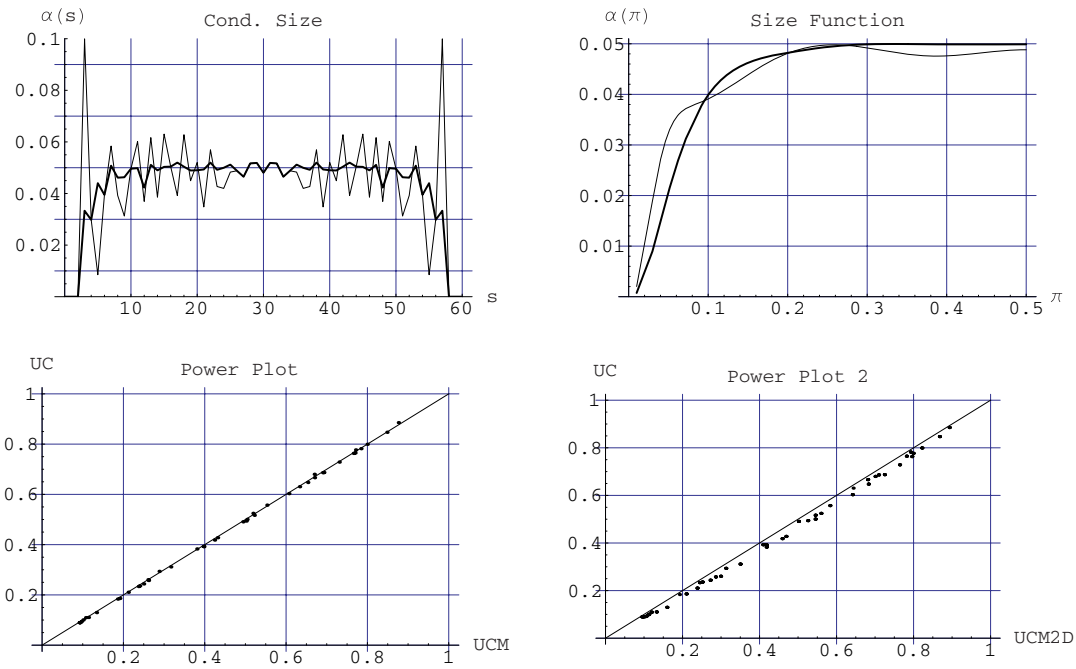 α(s)
Cond. Size
0.1
0.08
0.06
0.04
0.02
10 20 30 40 50 60 s
α(π)
Size Function
0.05
0.04
0.03
0.02
0.01
0.1 0.2 0.3 0.4 0.5 π
UC
Power Plot
1
0.8
0.6
0.4
0.2
0.2 0.4 0.6 0.8 1 UCM
UC
Power Plot 2
1
0.8
0.6
0.4
0.2
0.2 0.4 0.6 0.8 1 UCM2D